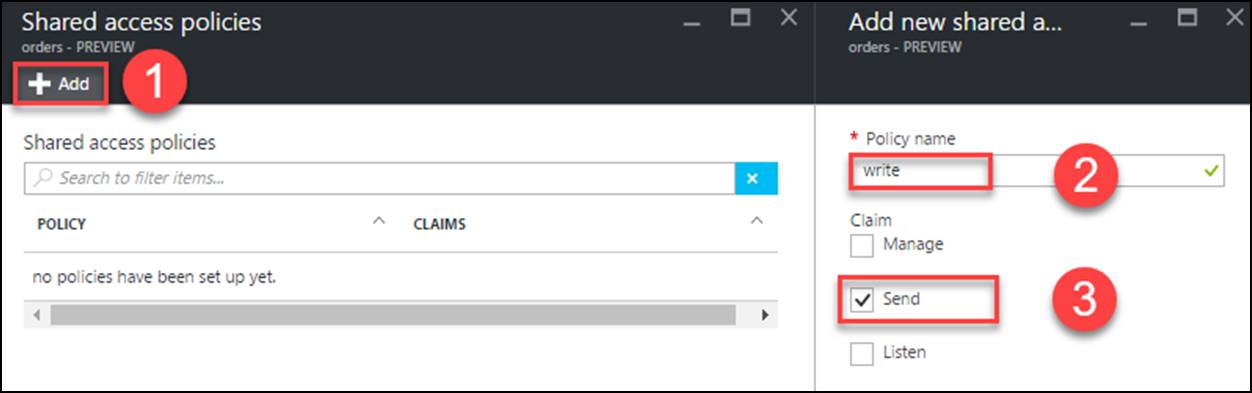 Shared access policies
orders - PREVIEW
+ Add
1
Shared access policies
Search to filter items...
POLICY CLAIMS
no policies have been set up yet.
Add new shared a...
orders - PREVIEW
* Policy name
write
2
Claim
Manage
Send
3
Listen